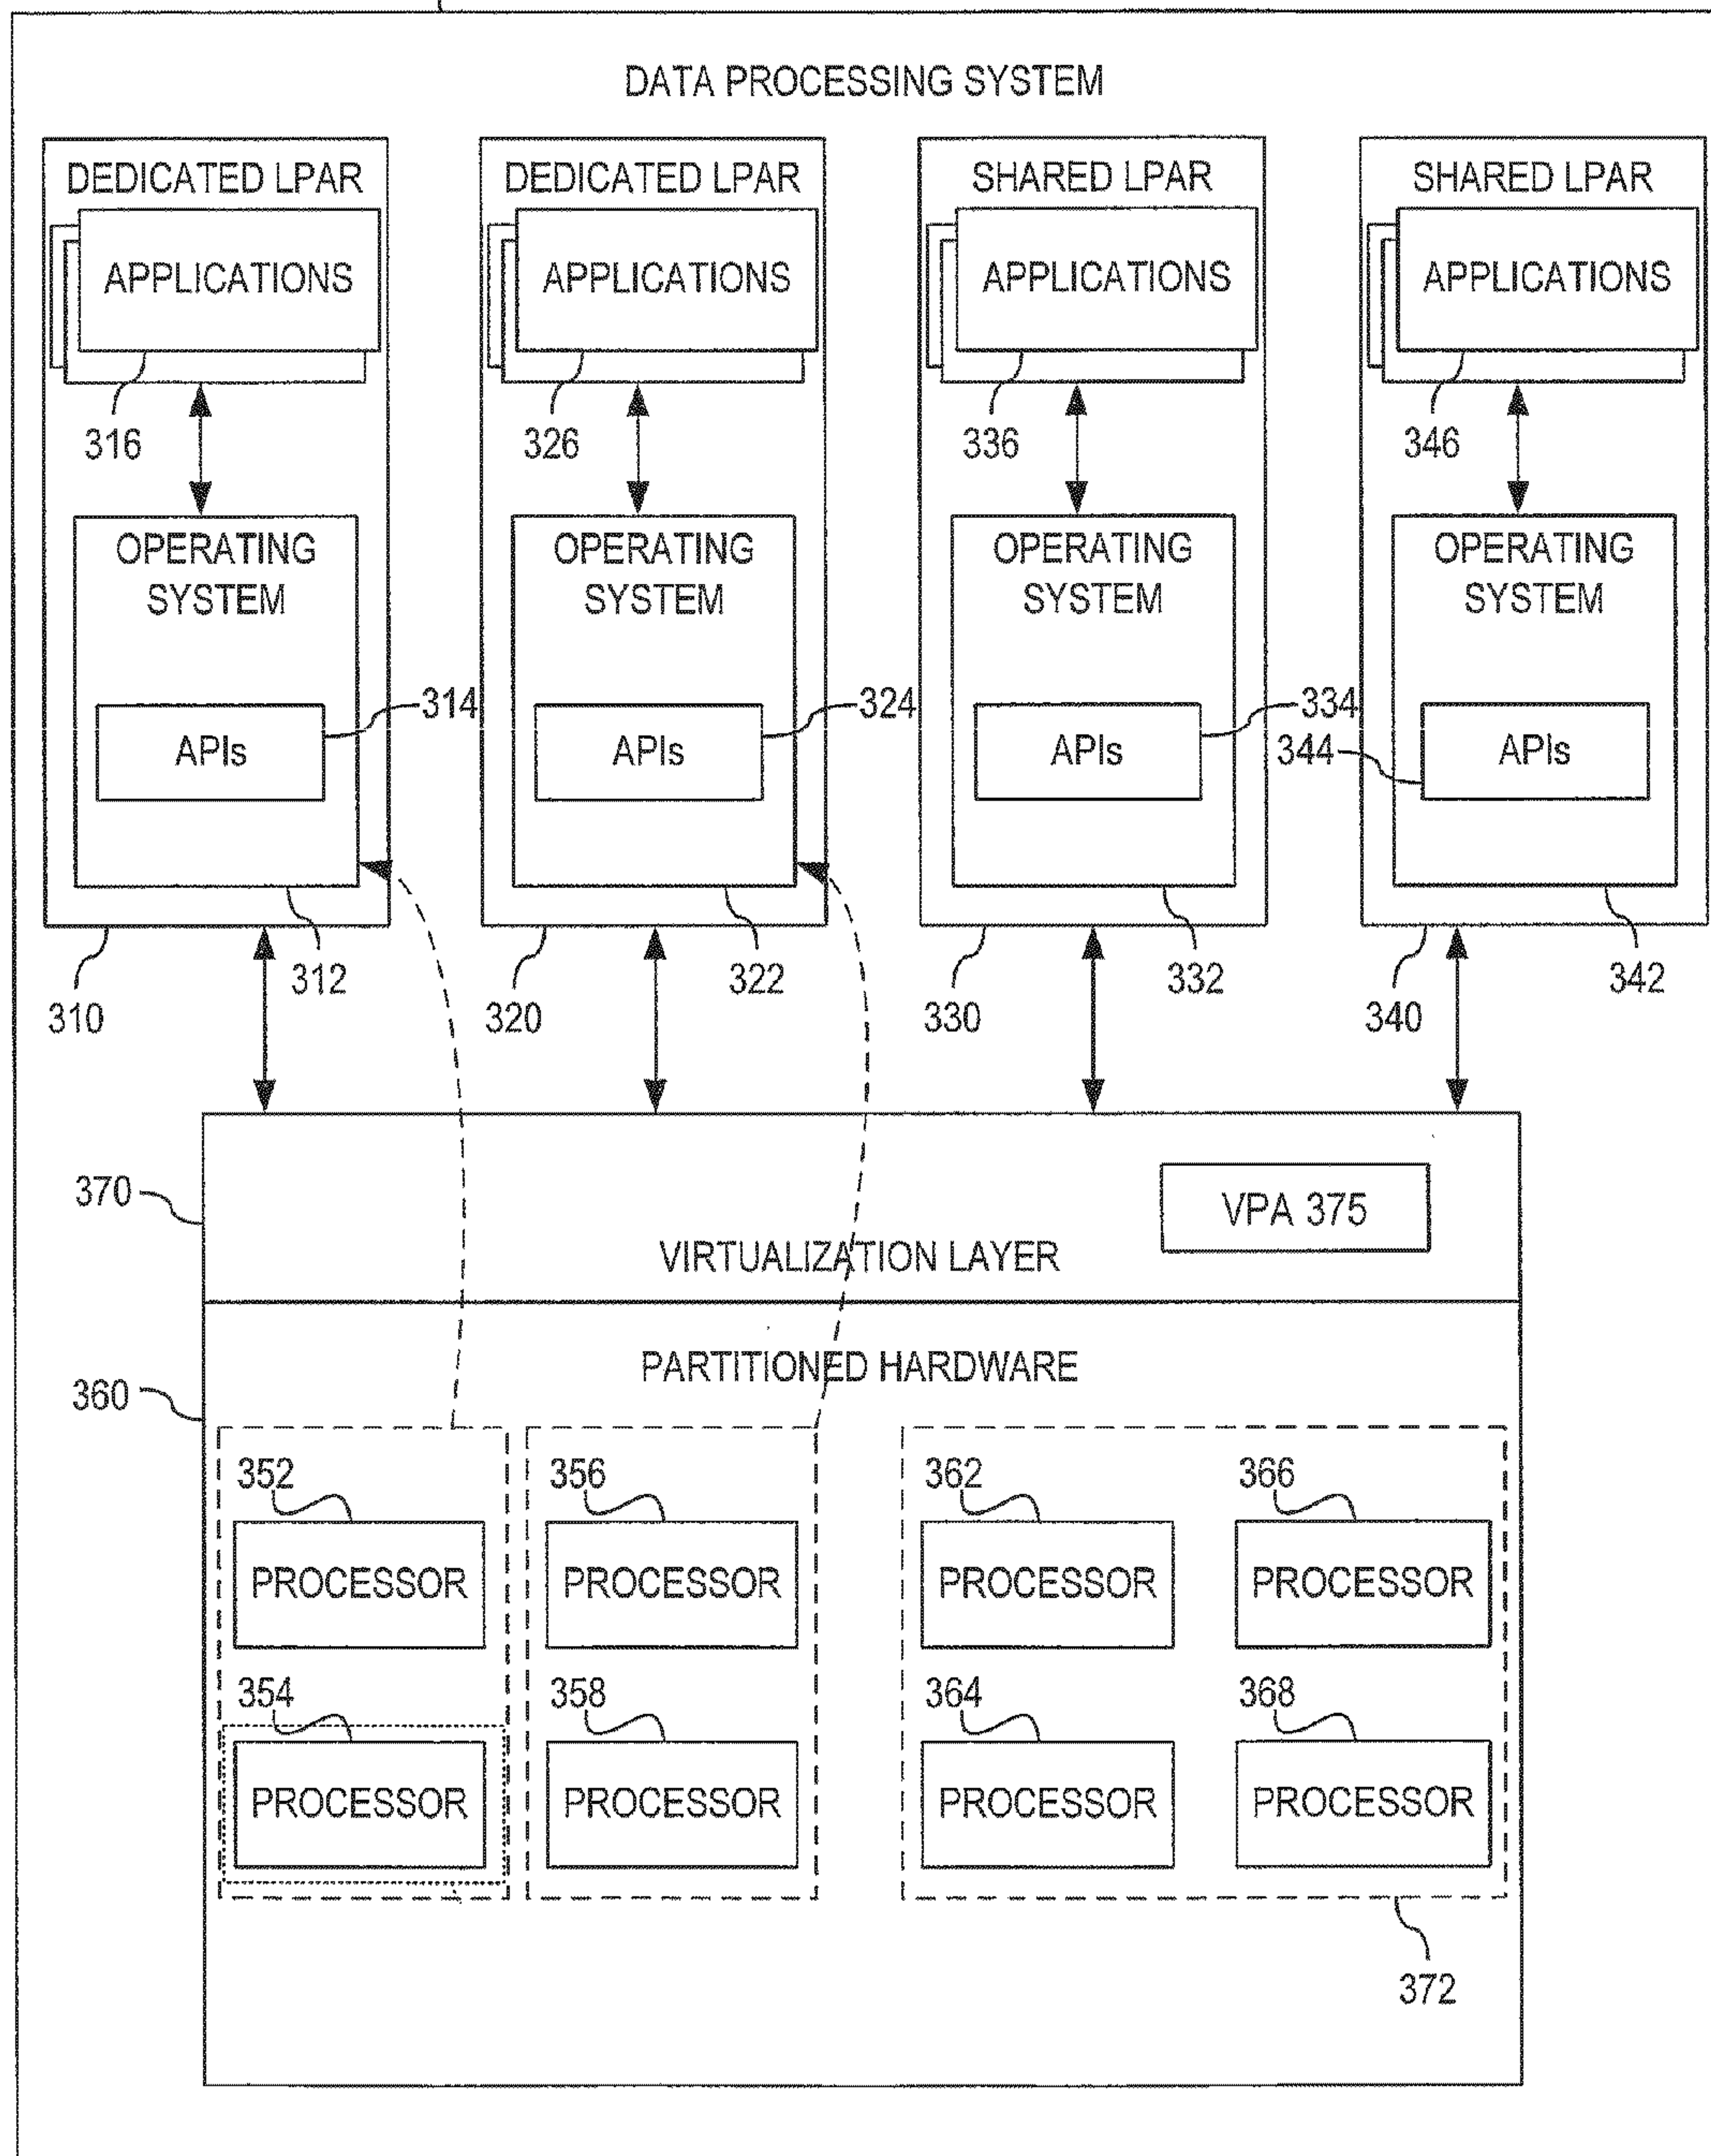 DATA PROCESSING SYSTEM
DEDICATED LPAR
DEDICATED LPAR
SHARED LPAR
SHARED LPAR
APPLICATIONS
APPLICATIONS
APPLICATIONS
APPLICATIONS
316
326
336
346
OPERATING
SYSTEM
OPERATING
SYSTEM
OPERATING
SYSTEM
OPERATING
SYSTEM
314
324
334
344
APIs
APIs
APIs
APIs
310
312
320
322
330
332
340
342
370
VPA 375
VIRTUALIZATION LAYER
PARTITIONED HARDWARE
360
352
356
362
366
PROCESSOR
PROCESSOR
PROCESSOR
PROCESSOR
354
358
364
368
PROCESSOR
PROCESSOR
PROCESSOR
PROCESSOR
372